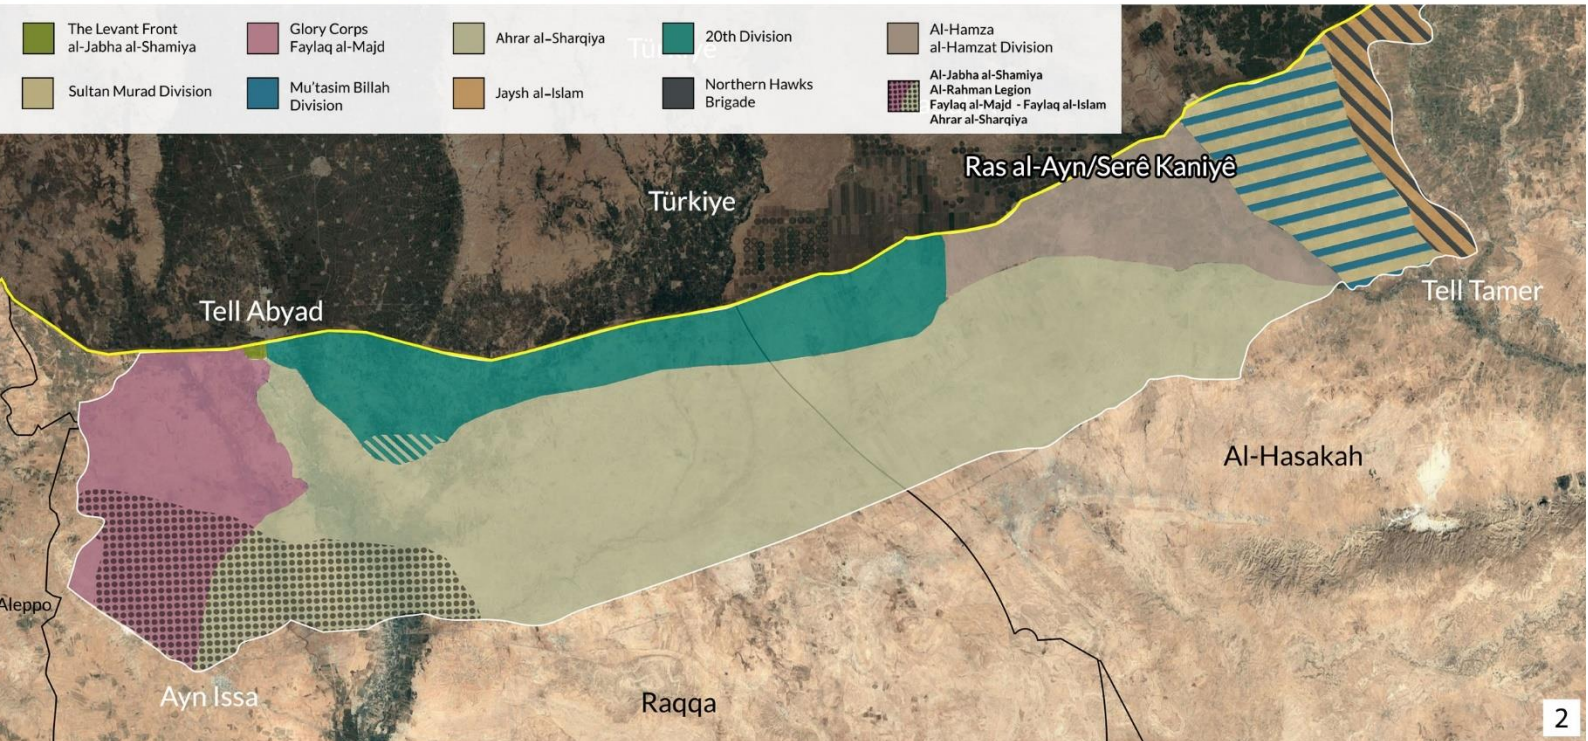 The Levant Front
al-Jabha al-Shamiya
Glory Corps
Faylaq al-Majd
Ahrar al-Sharqiya
20th Division
Al-Hamza
al-Hamzat Division
Sultan Murad Division
Mu'tasim Billah
Division
Jaysh al-Islam
Northern Hawks
Brigade
Al-Jabha al-Shamiya
Al-Rahman Legion
Faylaq al-Majd - Faylaq al-Islam
Ahrar al-Sharqiya
Türkiye
Ras al-Ayn/Serê Kaniyê
Türkiye
Tell Abyad
Tell Tamer
Al-Hasakah
Aleppo
Ayn Issa
Raqqa
2